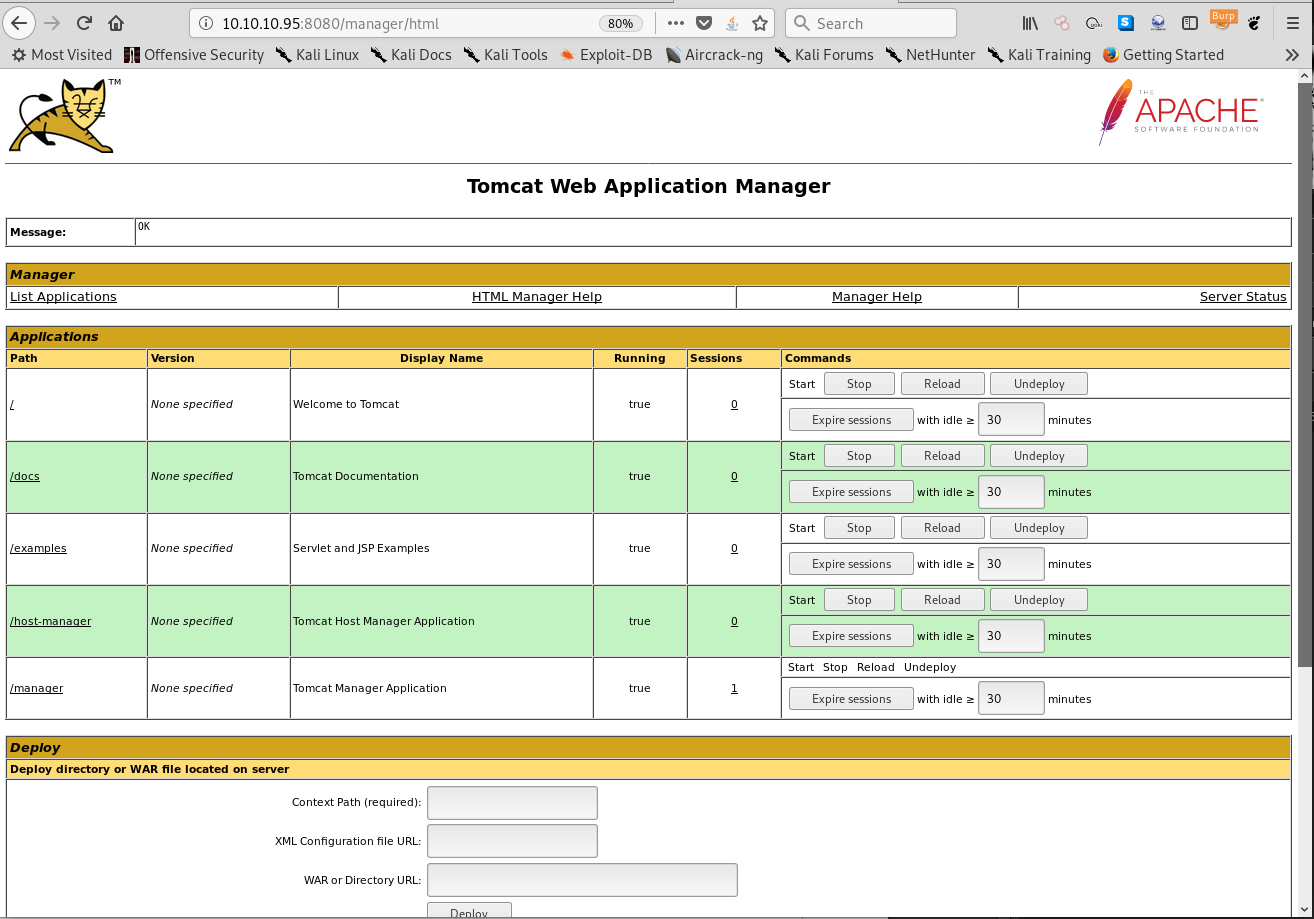 10.10.10.95:8080/manager/html 80% Search Burp
Most Visited Offensive Security Kali Linux Kali Docs Kali Tools Exploit-DB Aircrack-ng Kali Forums NetHunter Kali Training Getting Started
TM
THE
APACHE
SOFTWARE FOUNDATION
Tomcat Web Application Manager
Message: OK
Manager
List Applications HTML Manager Help Manager Help Server Status
Applications
Path Version Display Name Running Sessions Commands
/ None specified Welcome to Tomcat true 0 Start Stop Reload Undeploy
Expire sessions with idle ≥ 30 minutes
/docs None specified Tomcat Documentation true 0 Start Stop Reload Undeploy
Expire sessions with idle ≥ 30 minutes
/examples None specified Servlet and JSP Examples true 0 Start Stop Reload Undeploy
Expire sessions with idle ≥ 30 minutes
/host-manager None specified Tomcat Host Manager Application true 0 Start Stop Reload Undeploy
Expire sessions with idle ≥ 30 minutes
/manager None specified Tomcat Manager Application true 1 Start Stop Reload Undeploy
Expire sessions with idle ≥ 30 minutes
Deploy
Deploy directory or WAR file located on server
Context Path (required):
XML Configuration file URL:
WAR or Directory URL:
Deploy